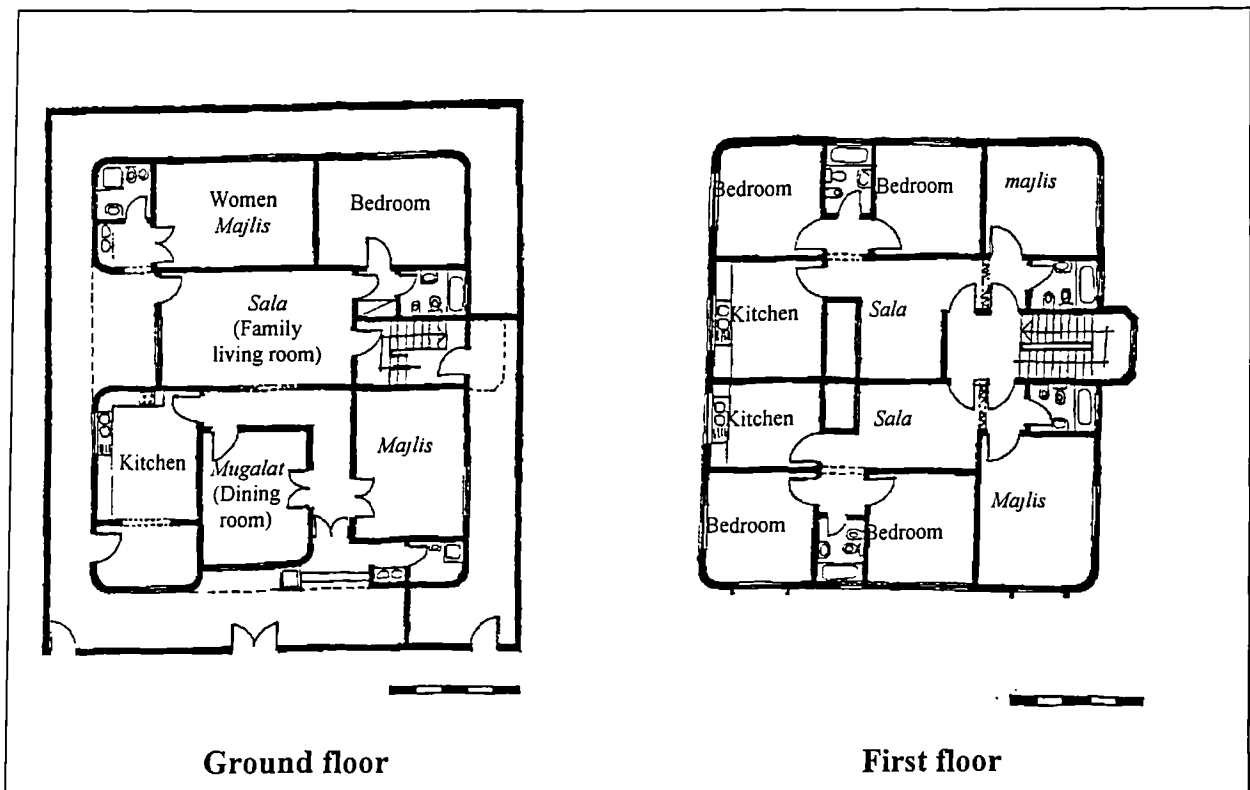 Women
Majlis
Bedroom
Sala
(Family
living room)
Kitchen
Mugalat
(Dining
room)
Majlis
Ground floor
Bedroom
Bedroom
majlis
Kitchen
Sala
Kitchen
Sala
Bedroom
Bedroom
Majlis
First floor